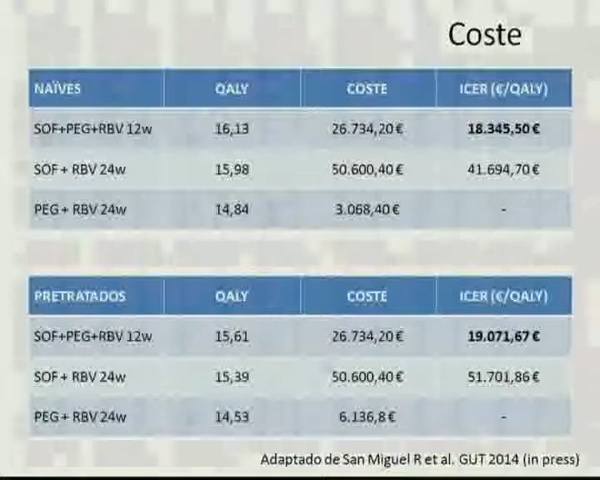 Coste
NAÏVES QALY COSTE ICER (€/QALY)
SOF+PEG+RBV 12w 16,13 26.734,20 € 18.345,50 €
SOF + RBV 24w 15,98 50.600,40 € 41.694,70 €
PEG + RBV 24w 14,84 3.068,40 € -
PRETRATADOS QALY COSTE ICER (€/QALY)
SOF+PEG+RBV 12w 15,61 26.734,20 € 19.071,67 €
SOF + RBV 24w 15,39 50.600,40 € 51.701,86 €
PEG + RBV 24w 14,53 6.136,8 € -
Adaptado de San Miguel R et al. GUT 2014 (in press)